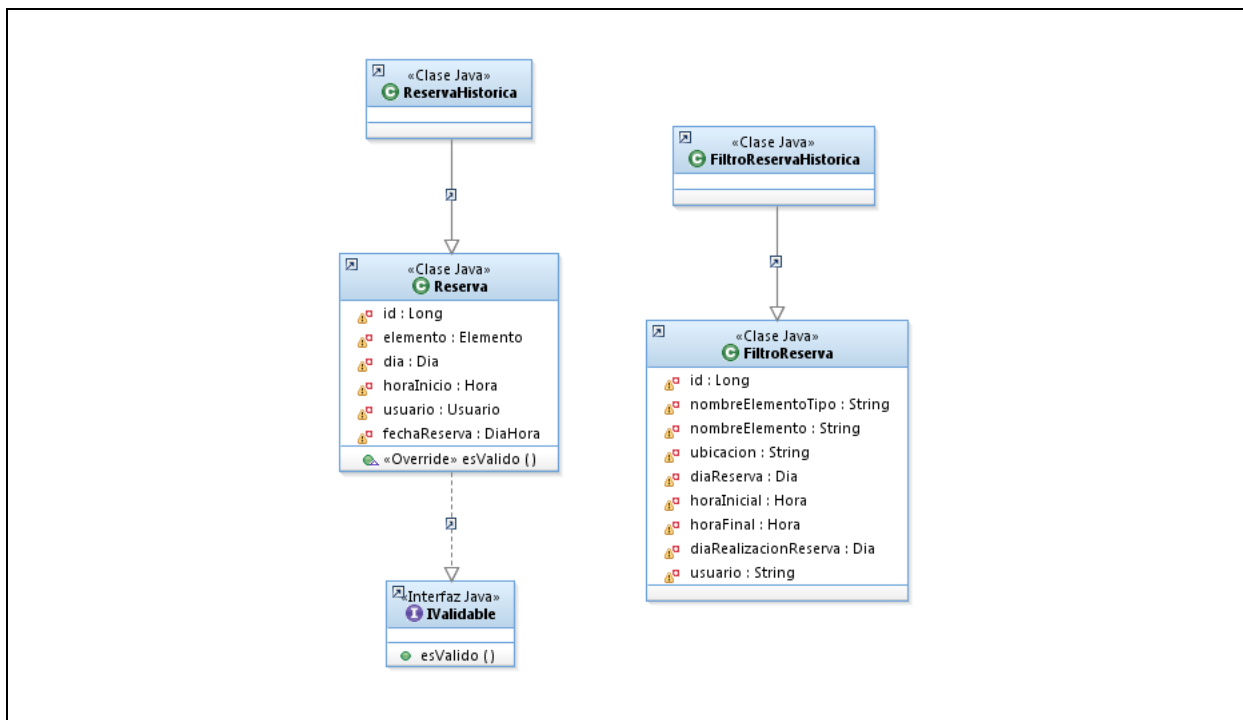 «Clase Java»
ReservaHistorica
«Clase Java»
Reserva
id : Long
elemento : Elemento
dia : Dia
horaInicio : Hora
usuario : Usuario
fechaReserva : DiaHora
«Override» esValido ( )
«Interfaz Java»
IValidable
esValido ( )
«Clase Java»
FiltroReservaHistorica
«Clase Java»
FiltroReserva
id : Long
nombreElementoTipo : String
nombreElemento : String
ubicacion : String
diaReserva : Dia
horaInicial : Hora
horaFinal : Hora
diaRealizacionReserva : Dia
usuario : String